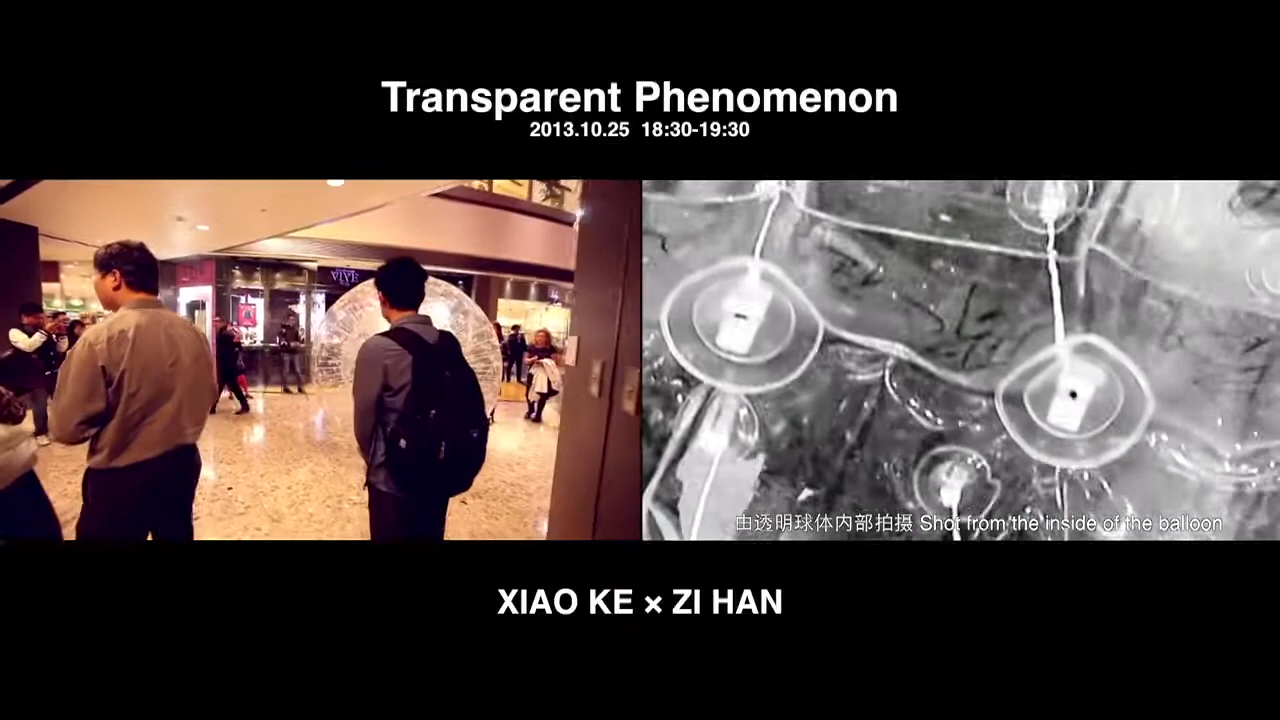 Transparent Phenomenon
2013.10.25 18:30-19:30
VIVE
由透明球体内部拍摄 Shot from the inside of the balloon
XIAO KE × ZI HAN